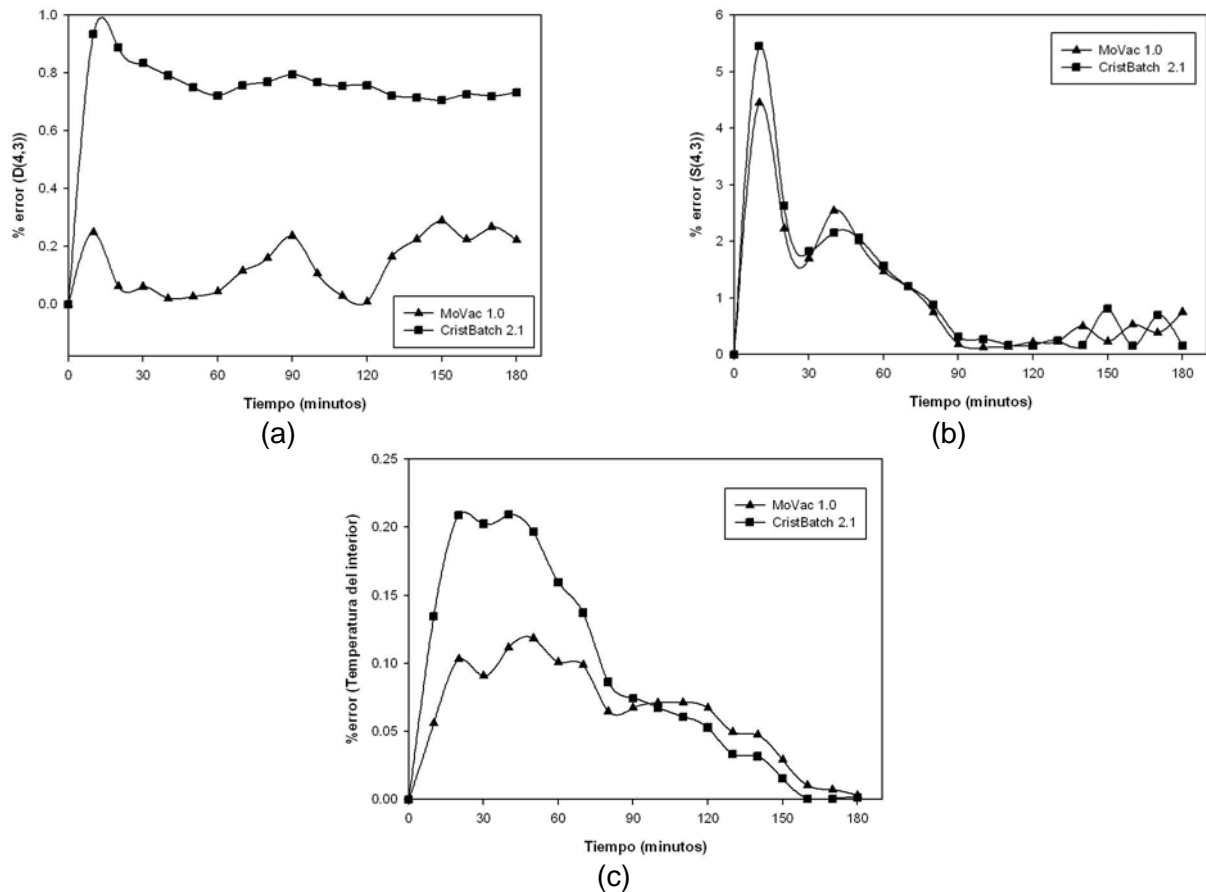 % error (D(4,3))
1.0
0.8
0.6
0.4
0.2
0.0
MoVac 1.0
CristBatch 2.1
0 30 60 90 120 150 180
Tiempo (minutos)
(a)
% error (S(4,3))
6
5
4
3
2
1
0
MoVac 1.0
CristBatch 2.1
0 30 60 90 120 150 180
Tiempo (minutos)
(b)
%error (Temperatura del interior)
0.25
0.20
0.15
0.10
0.05
0.00
MoVac 1.0
CristBatch 2.1
0 30 60 90 120 150 180
Tiempo (minutos)
(c)